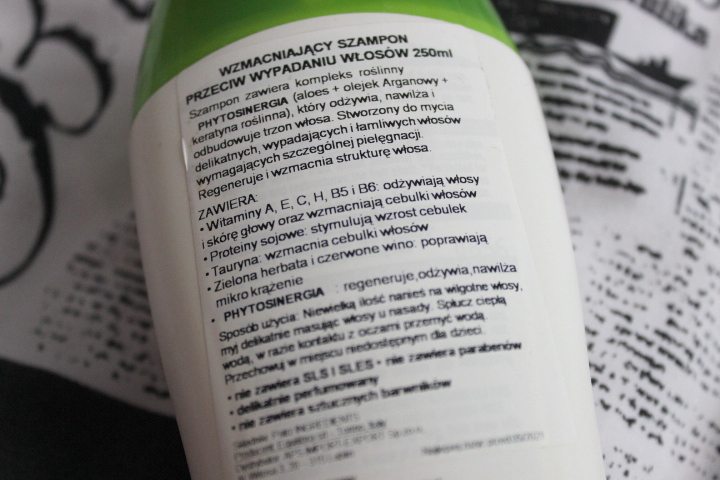 WZMACNIAJĄCY SZAMPON
PRZECIW WYPADANIU WŁOSÓW 250ml
Szampon zawiera kompleks roślinny
PHYTOSINERGIA (aloes + olejek Arganowy +
keratyna roślinna), który odżywia, nawilża i
odbudowuje trzon włosa. Stworzony do mycia
delikatnych, wypadających i łamliwych włosów
wymagających szczególnej pielęgnacji.
Regeneruje i wzmacnia strukturę włosa.
ZAWIERA:
• Witaminy A, E, C, H, B5 i B6: odżywiają włosy
i skórę głowy oraz wzmacniają cebulki włosów
• Proteiny sojowe: stymulują wzrost cebulek
• Tauryna: wzmacnia cebulki włosów
• Zielona herbata i czerwone wino: poprawiają
mikro krążenie
• PHYTOSINERGIA : regeneruje,odżywia,nawilża
Sposób użycia: Niewielką ilość nanieś na wilgotne włosy,
myj delikatnie masując włosy u nasady. Spłucz ciepłą
wodą, w razie kontaktu z oczami przemyć wodą.
Przechowuj w miejscu niedostępnym dla dzieci.
• nie zawiera SLS i SLES • nie zawiera parabenów
• delikatnie perfumowany
• nie zawiera sztucznych barwników
INGREDIENTS